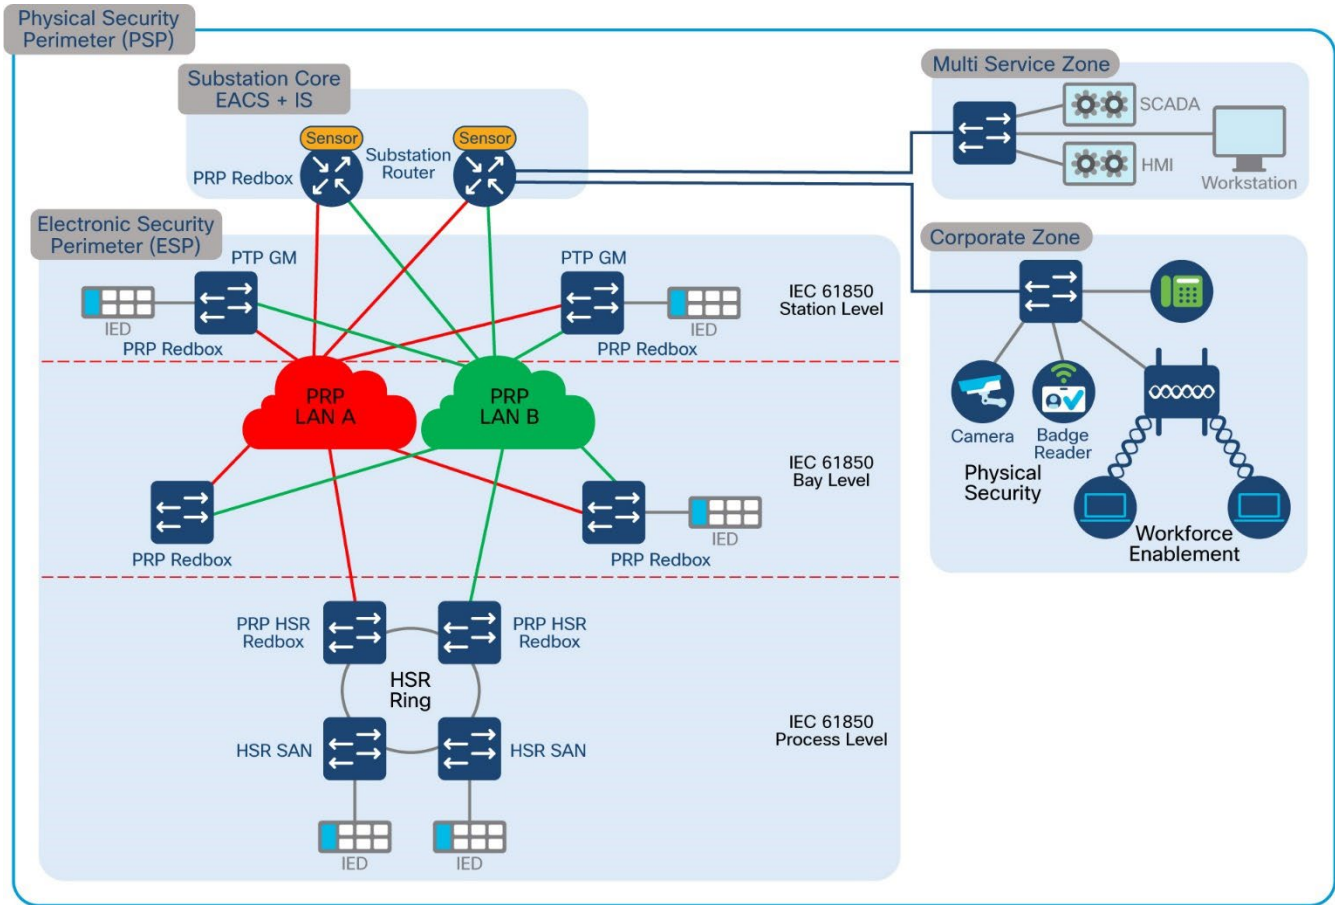 Physical Security
Perimeter (PSP)
Substation Core
EACS + IS
Sensor
Sensor
Substation
Router
PRP Redbox
Multi Service Zone
SCADA
HMI
Workstation
Electronic Security
Perimeter (ESP)
PTP GM
PTP GM
IED
IED
PRP Redbox
PRP Redbox
IEC 61850
Station Level
Corporate Zone
Camera
Badge
Reader
Physical
Security
Workforce
Enablement
PRP
LAN A
PRP
LAN B
IEC 61850
Bay Level
PRP Redbox
PRP Redbox
IED
PRP HSR
Redbox
PRP HSR
Redbox
HSR
Ring
HSR SAN
HSR SAN
IEC 61850
Process Level
IED
IED